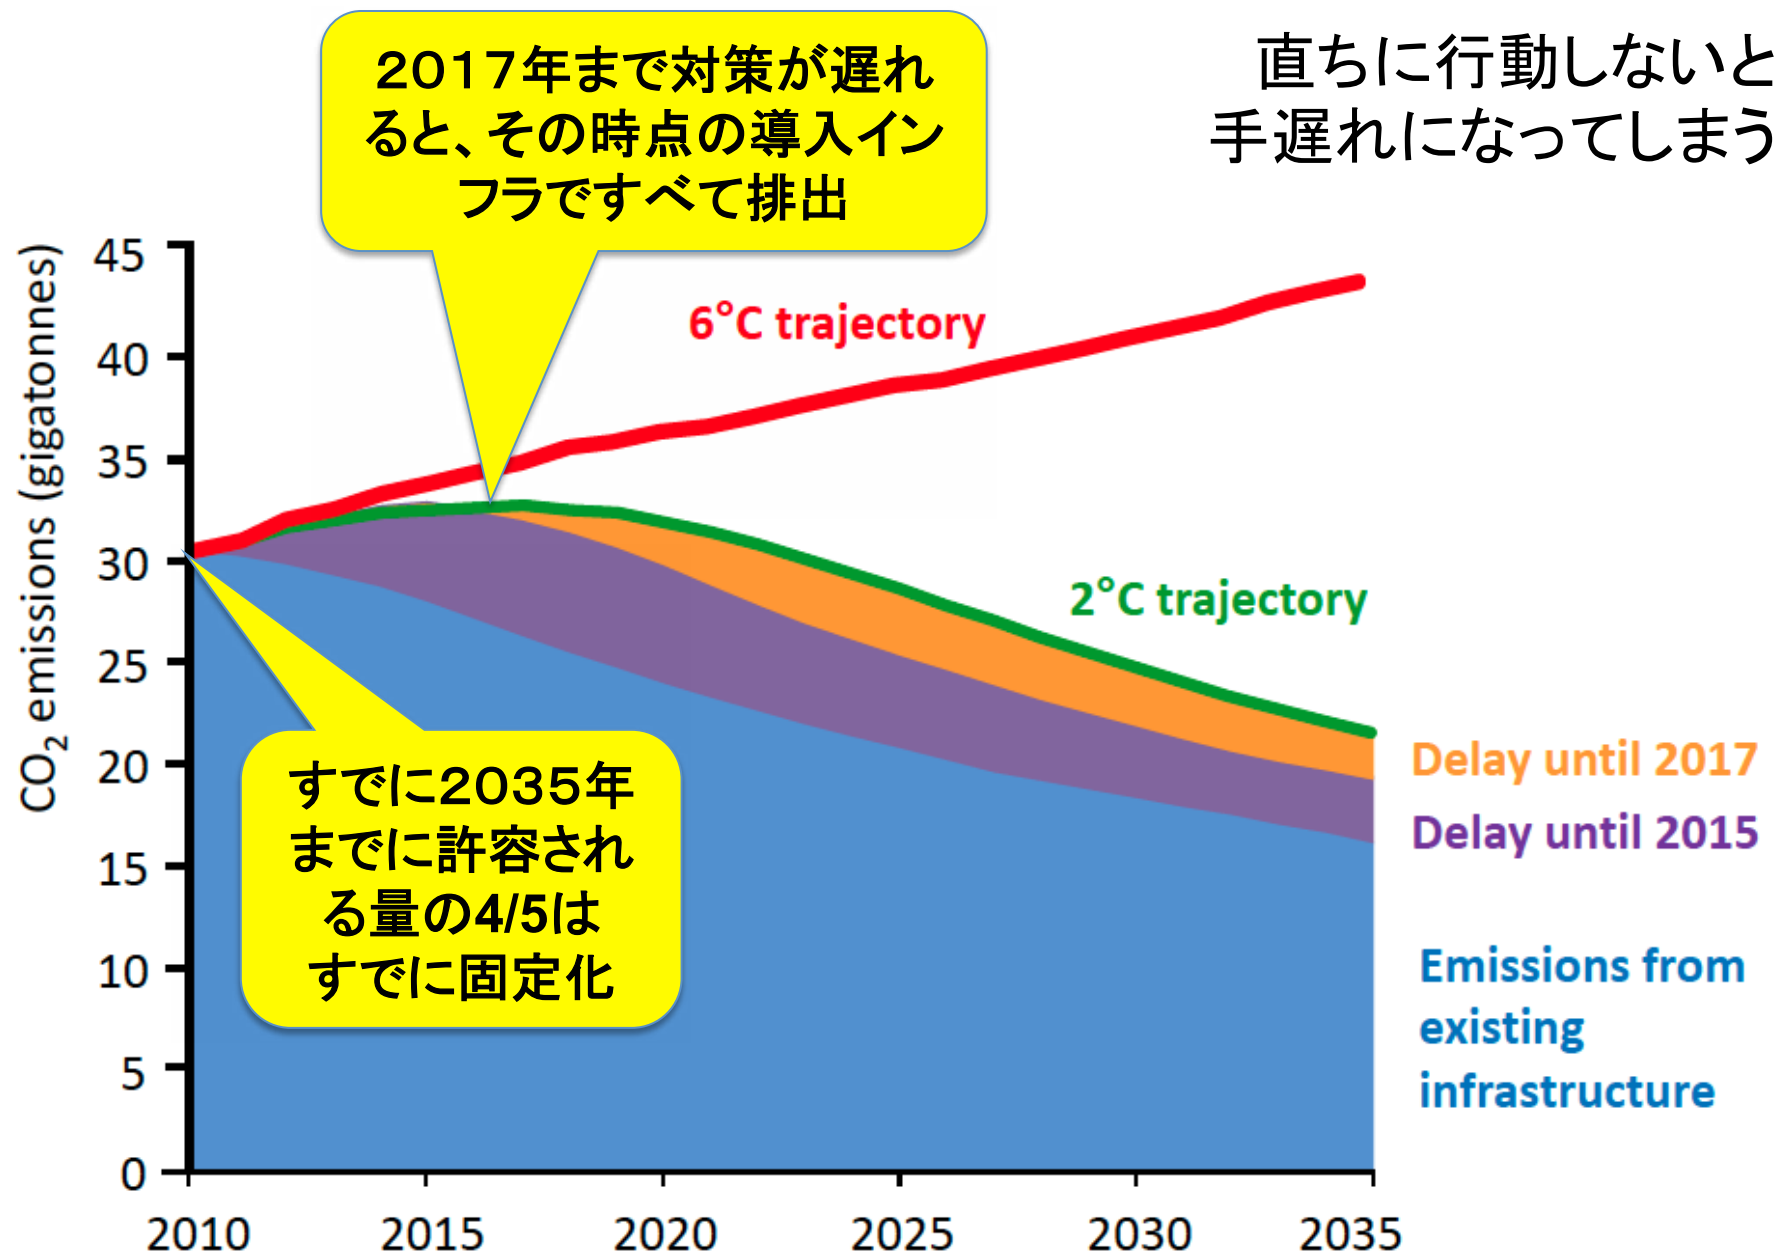 2017年まで対策が遅れ
ると、その時点の導入イン
フラですべて排出
直ちに行動しないと
手遅れになってしまう
CO₂ emissions (gigatonnes)
45
40
35
30
25
20
15
10
5
0
6°C trajectory
2°C trajectory
すでに2035年
までに許容され
る量の4/5は
すでに固定化
Delay until 2017
Delay until 2015
Emissions from
existing
infrastructure
2010 2015 2020 2025 2030 2035